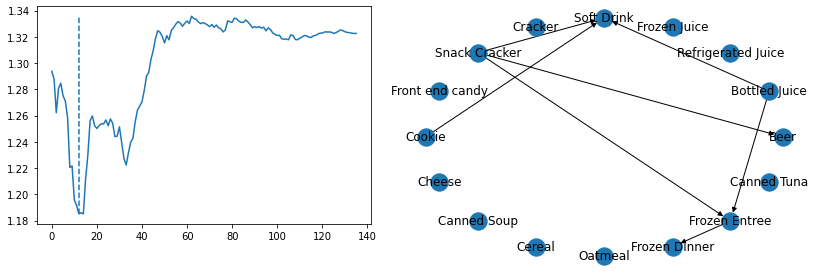 1.34
1.32
1.30
1.28
1.26
1.24
1.22
1.20
1.18
0
20
40
60
80
100
120
140
Soft Drink
Cracker
Frozen Juice
Snack Cracker
Refrigerated Juice
Front end candy
Bottled Juice
Cookie
Beer
Cheese
Canned Tuna
Canned Soup
Frozen Entree
Cereal
Frozen Dinner
Oatmeal